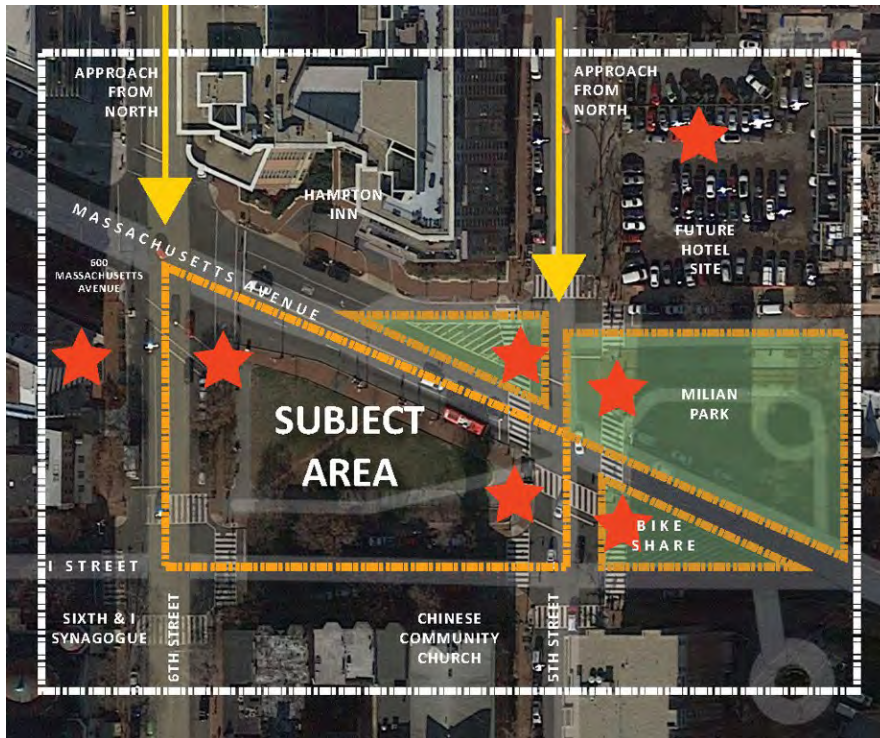 APPROACH
FROM
NORTH
APPROACH
FROM
NORTH
HAMPTON
INN
MASSACHUSETTS AVENUE
600
MASSACHUSETTS
AVENUE
FUTURE
HOTEL
SITE
SUBJECT
AREA
MILIAN
PARK
BIKE
SHARE
I STREET
SIXTH & I
SYNAGOGUE
6TH STREET
CHINESE
COMMUNITY
CHURCH
5TH STREET